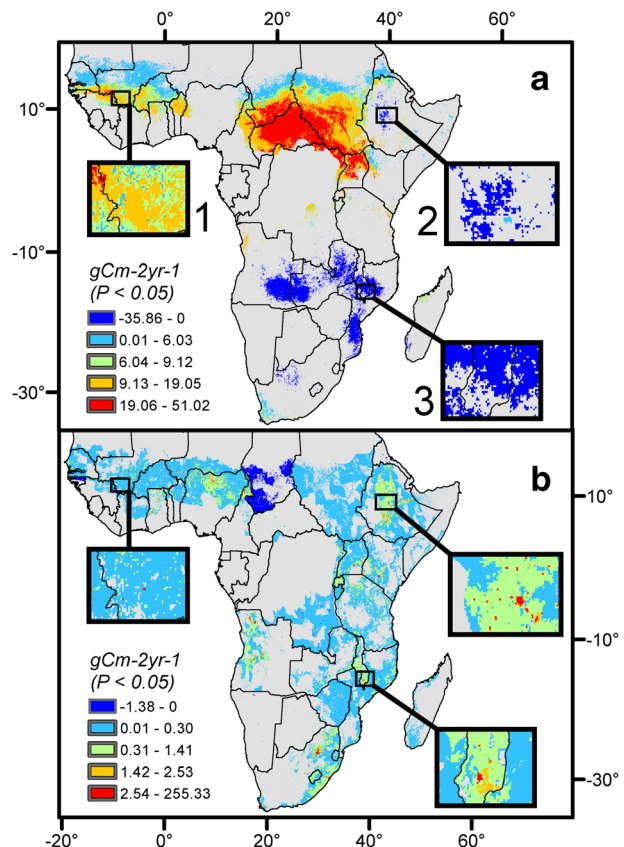 0° 20° 40° 60°
a
10°
1
2
-10°
gCm-2yr-1
(P < 0.05)
-35.86 - 0
0.01 - 6.03
6.04 - 9.12
9.13 - 19.05
19.06 - 51.02
3
-30°
b
10°
-10°
gCm-2yr-1
(P < 0.05)
-1.38 - 0
0.01 - 0.30
0.31 - 1.41
1.42 - 2.53
2.54 - 255.33
-30°
-20° 0° 20° 40° 60°